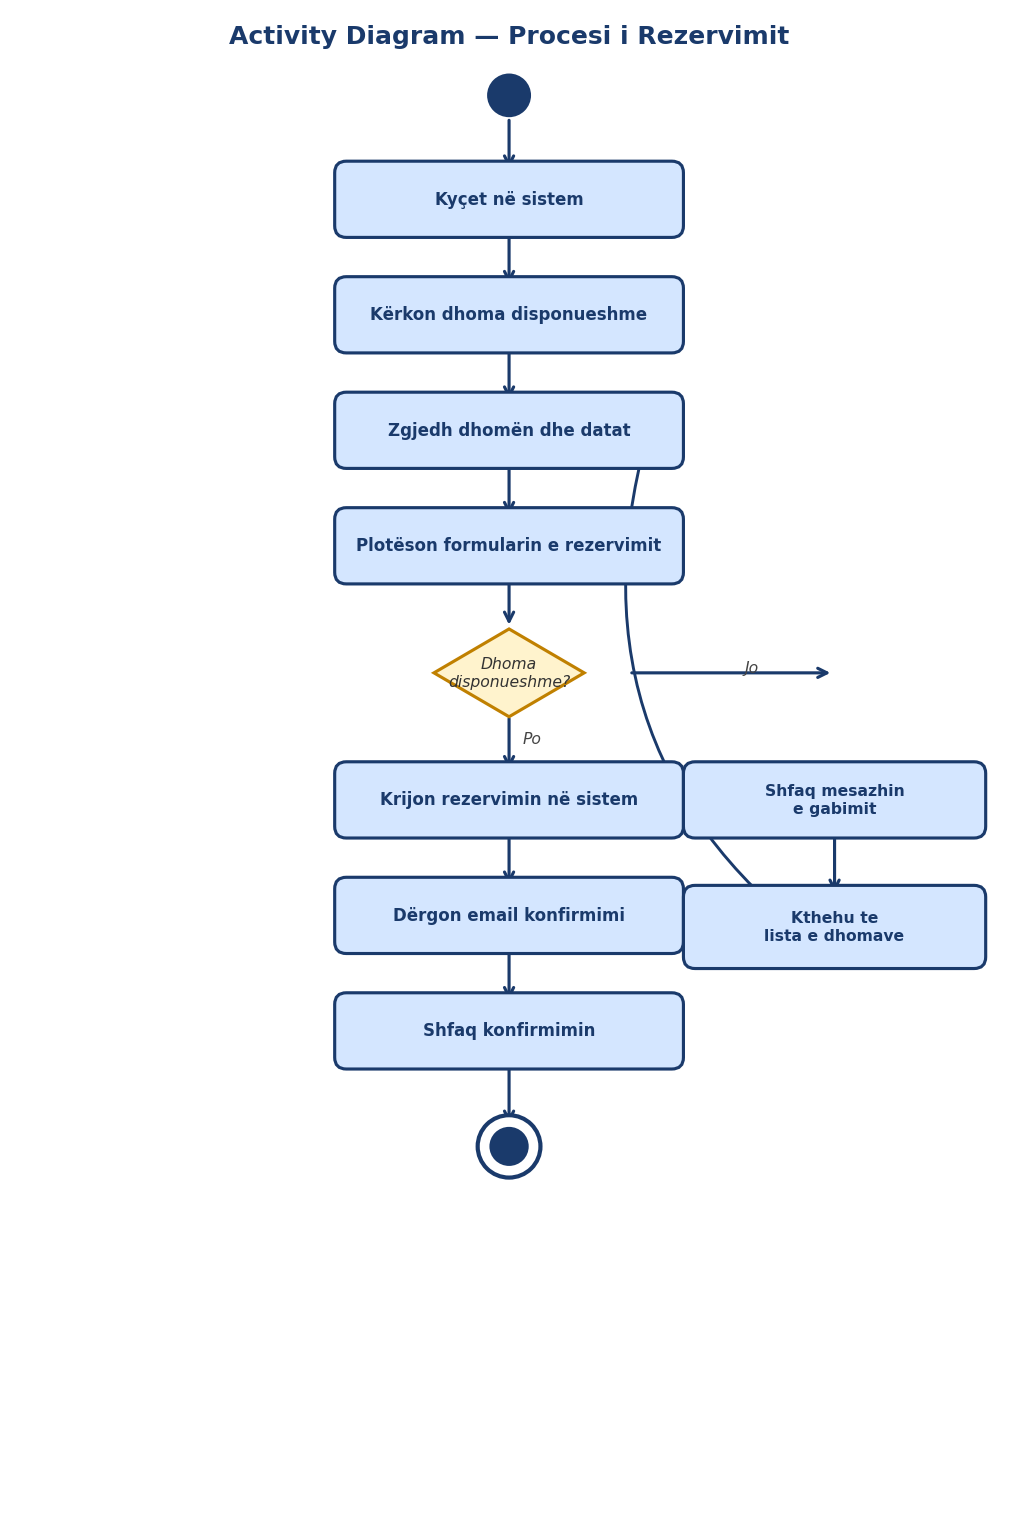 Activity Diagram — Procesi i Rezervimit
Kyçet në sistem
Kërkon dhoma disponueshme
Zgjedh dhomën dhe datat
Plotëson formularin e rezervimit
Dhoma
disponueshme?
Jo
Po
Krijon rezervimin në sistem
Shfaq mesazhin
e gabimit
Dërgon email konfirmimi
Kthehu te
lista e dhomave
Shfaq konfirmimin